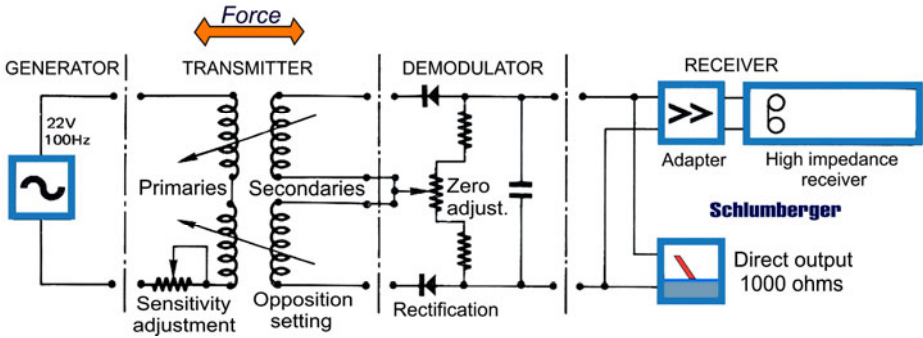 Force
GENERATOR
TRANSMITTER
DEMODULATOR
RECEIVER
22V
100Hz
Primaries
Secondaries
Sensitivity
adjustment
Opposition
setting
Zero
adjust.
Rectification
>>
Adapter
High impedance
receiver
Schlumberger
Direct output
1000 ohms